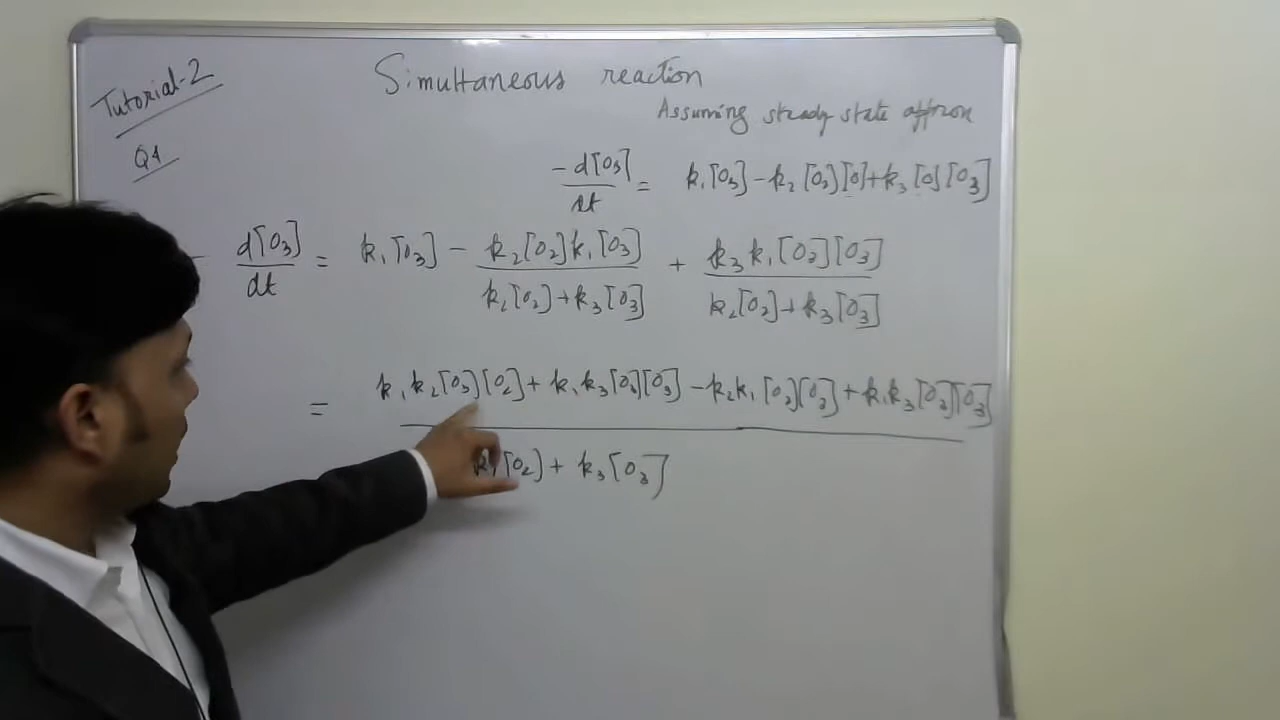 Tutorial-2
Simultaneous reaction
Assuming steady state approxn
Q4
-d[O3]/dt = k1[O3] - k2[O2][O] + k3[O][O3]
- d[O3]/dt = k1[O3] - k2[O2]k1[O3]/k2[O2]+k3[O3] + k3k1[O3][O3]/k2[O2]+k3[O3]
= k1k2[O3][O2] + k1k3[O3][O3] - k2k1[O2][O3] + k1k3[O3][O3]
[O2] + k3[O3]